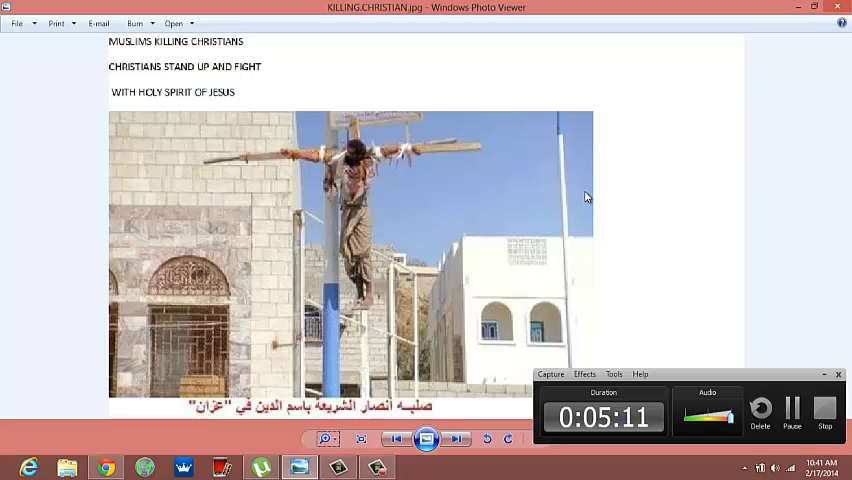 KILLING.CHRISTIAN.jpg - Windows Photo Viewer
File Print E-mail Burn Open
MUSLIMS KILLING CHRISTIANS
CHRISTIANS STAND UP AND FIGHT
WITH HOLY SPIRIT OF JESUS
صلبه أنصار الشريعة باسم الدين في "عزان"
Capture Effects Tools Help
Duration Audio
0:05:11
Delete Pause Stop
10:41 AM
2/17/2014